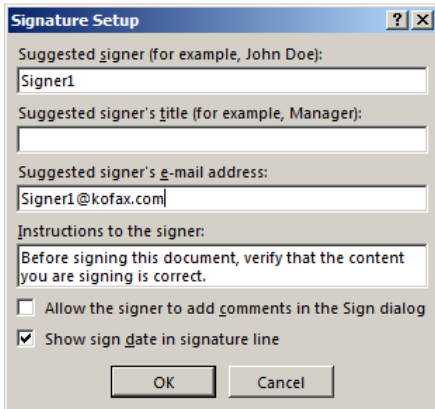 Signature Setup
Suggested signer (for example, John Doe):
Signer1
Suggested signer's title (for example, Manager):
Suggested signer's e-mail address:
Signer1@kofax.com
Instructions to the signer:
Before signing this document, verify that the content
you are signing is correct.
Allow the signer to add comments in the Sign dialog
Show sign date in signature line
OK Cancel